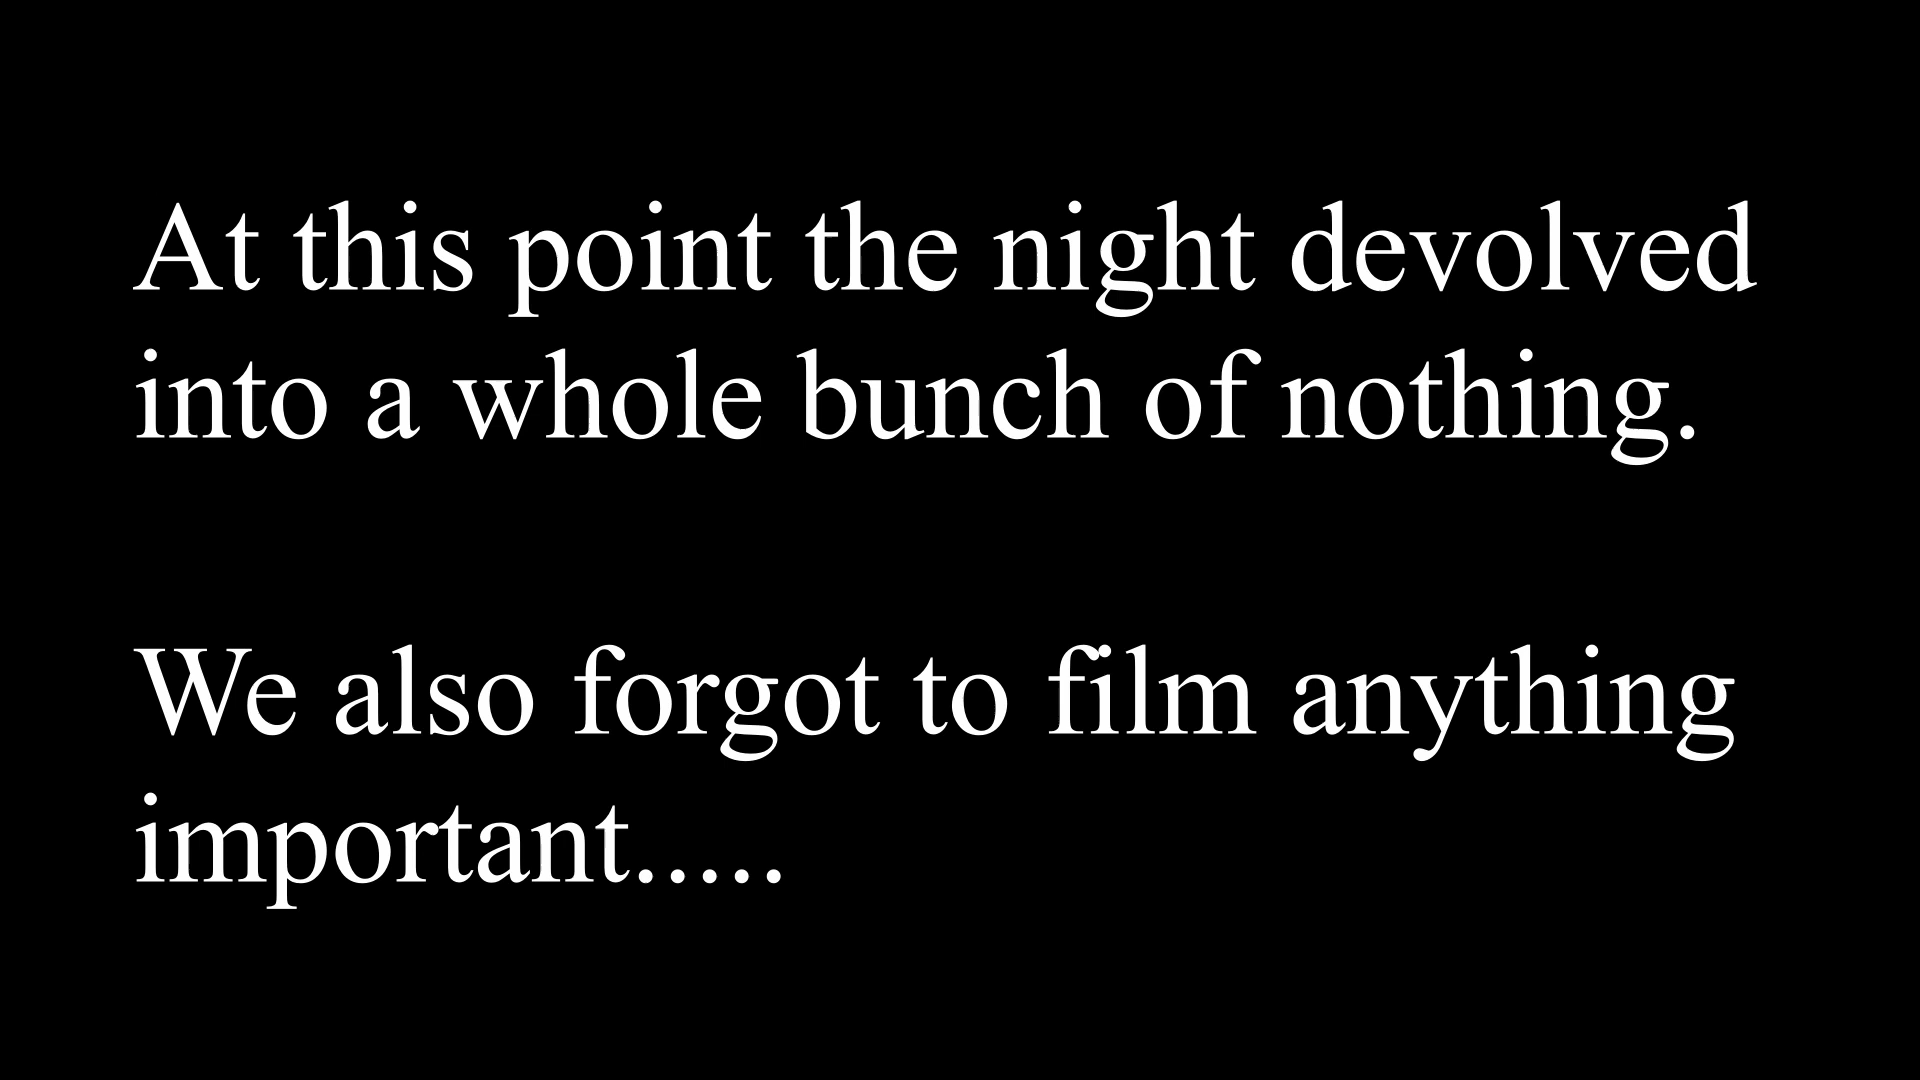 At this point the night devolved
into a whole bunch of nothing.
We also forgot to film anything
important.....